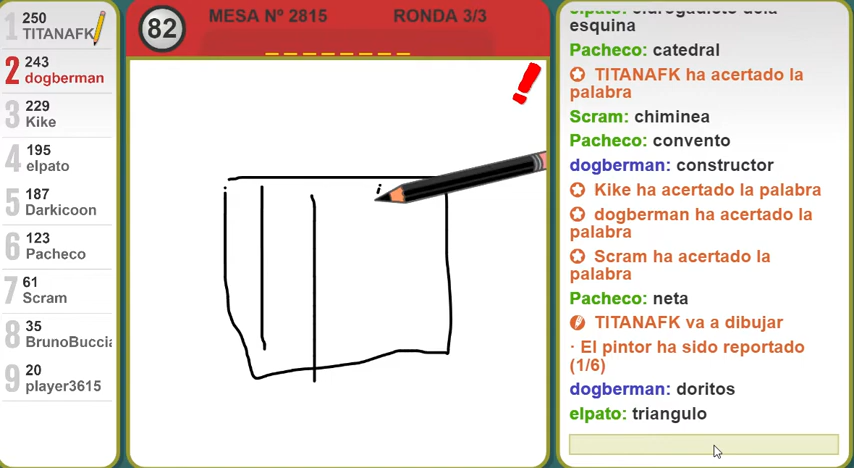 1 250
TITANAFK
2 243
dogberman
3 229
Kike
4 195
elpato
5 187
Darkicoon
6 123
Pacheco
7 61
Scram
8 35
BrunoBuccia
9 20
player3615
82
MESA Nº 2815
RONDA 3/3
!
i
esquina
Pacheco: catedral
TITANAFK ha acertado la
palabra
Scram: chiminea
Pacheco: convento
dogberman: constructor
Kike ha acertado la palabra
dogberman ha acertado la
palabra
Scram ha acertado la
palabra
Pacheco: neta
TITANAFK va a dibujar
· El pintor ha sido reportado
(1/6)
dogberman: doritos
elpato: triangulo